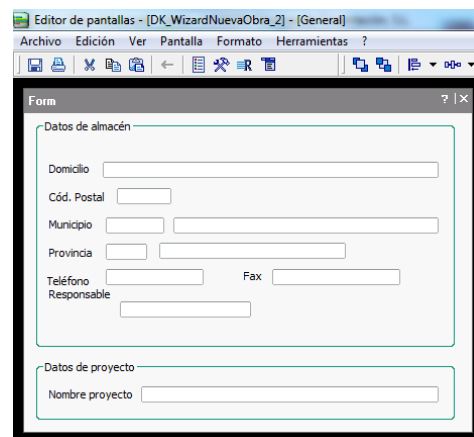 Editor de pantallas - [DK_WizardNuevaObra_2] - [General]
Archivo Edición Ver Pantalla Formato Herramientas ?
Form ?
Datos de almacén
Domicilio
Cód. Postal
Municipio
Provincia
Teléfono Fax
Responsable
Datos de proyecto
Nombre proyecto